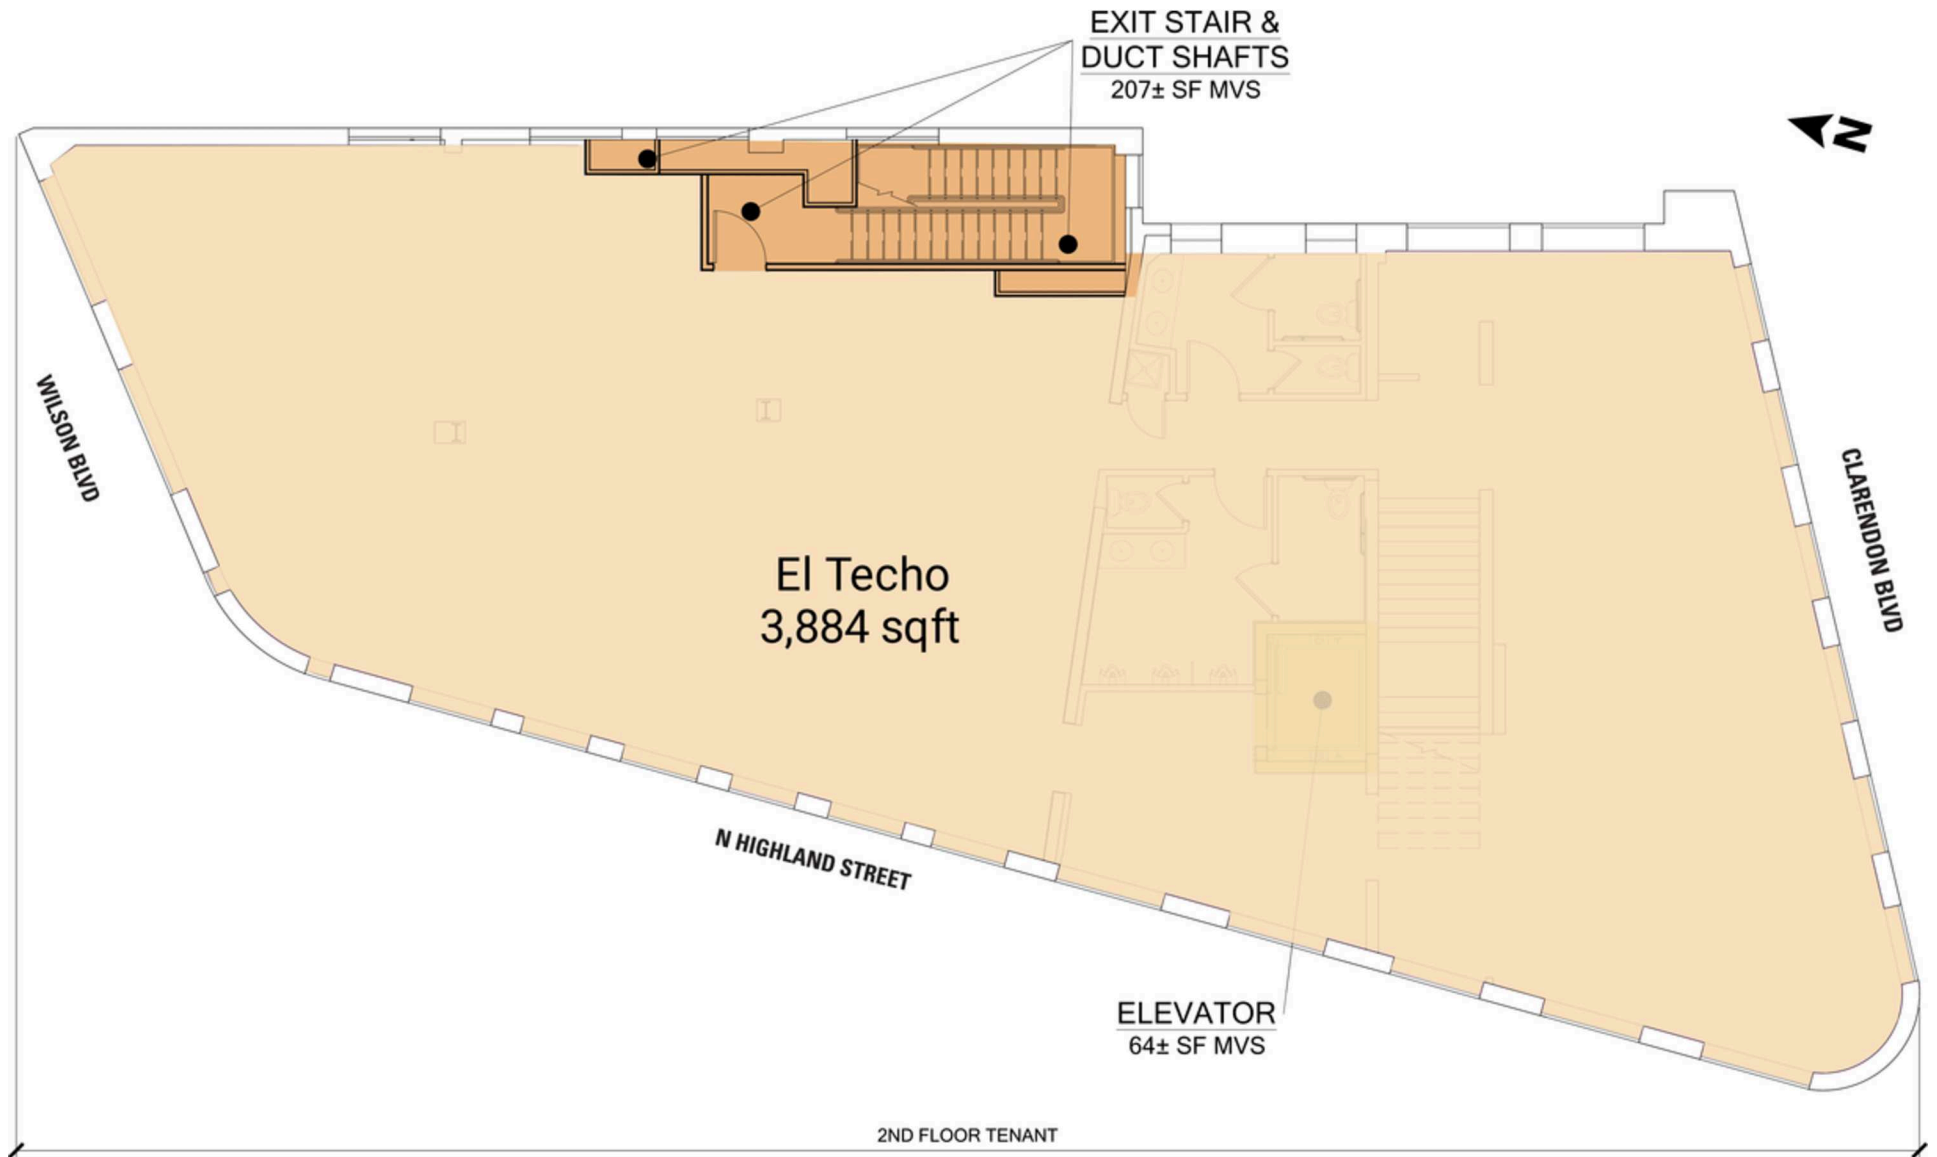 EXIT STAIR &
DUCT SHAFTS
207± SF MVS
N
WILSON BLVD
CLARENDON BLVD
El Techo
3,884 sqft
N HIGHLAND STREET
ELEVATOR
64± SF MVS
2ND FLOOR TENANT